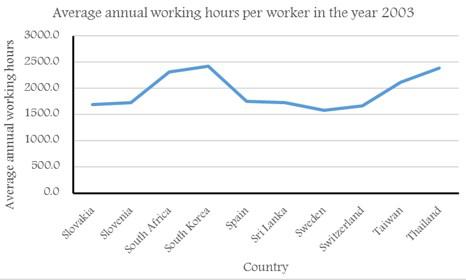 Average annual working hours per worker in the year 2003
Average annual working hours
3000.0
2500.0
2000.0
1500.0
1000.0
500.0
0.0
Slovakia
Slovenia
South Africa
South Korea
Spain
Sri Lanka
Sweden
Switzerland
Taiwan
Thailand
Country